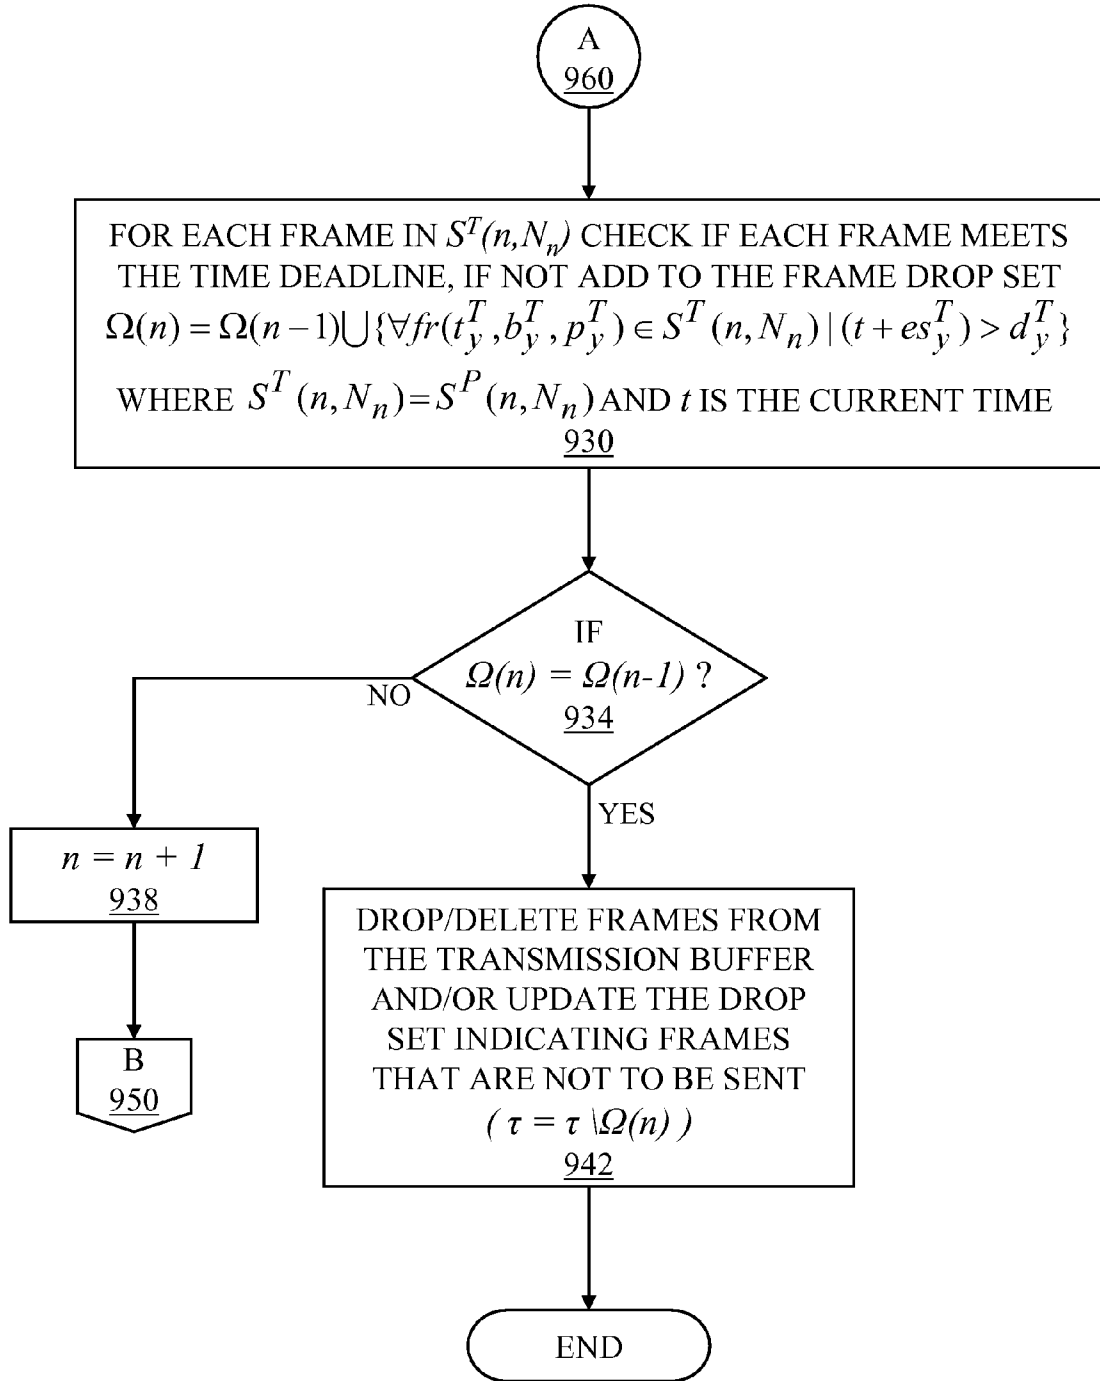 A
960
FOR EACH FRAME IN S^T(n,N_n) CHECK IF EACH FRAME MEETS
THE TIME DEADLINE, IF NOT ADD TO THE FRAME DROP SET
Ω(n) = Ω(n−1)⋃{∀fr(t_y^T,b_y^T,p_y^T) ∈ S^T(n,N_n) | (t + es_y^T) > d_y^T}
WHERE S^T(n,N_n)=S^P(n,N_n) AND t IS THE CURRENT TIME
930
IF
Ω(n) = Ω(n-1) ?
934
NO
YES
n = n + 1
938
B
950
DROP/DELETE FRAMES FROM
THE TRANSMISSION BUFFER
AND/OR UPDATE THE DROP
SET INDICATING FRAMES
THAT ARE NOT TO BE SENT
( τ = τ \Ω(n) )
942
END